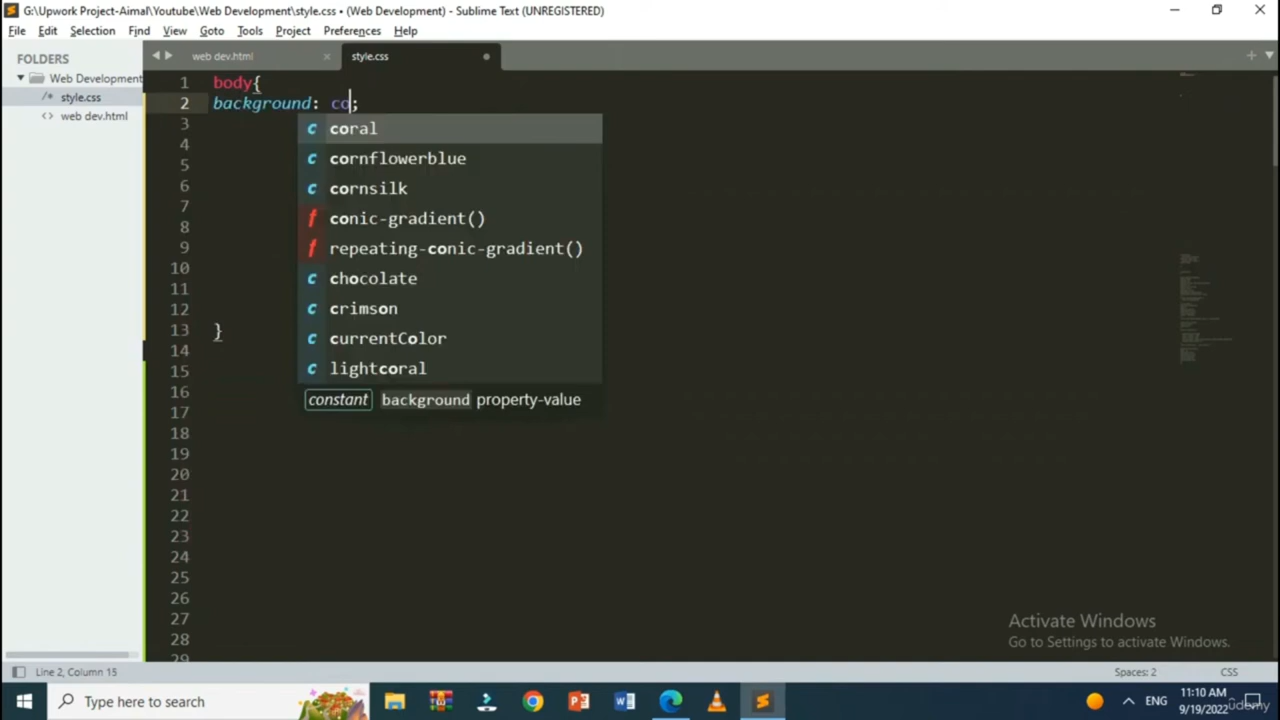 G:\Upwork Project-Aimal\Youtube\Web Development\style.css • (Web Development) - Sublime Text (UNREGISTERED)
File Edit Selection Find View Goto Tools Project Preferences Help
FOLDERS
Web Development
/* style.css
<> web dev.html
web dev.html × style.css
1 body{
2 background: co;
3
4
5
6
7
8
9
10
11
12
13 }
14
15
16
17
18
19
20
21
22
23
24
25
26
27
28
29
c coral
c cornflowerblue
c cornsilk
f conic-gradient()
f repeating-conic-gradient()
c chocolate
c crimson
c currentColor
c lightcoral
constant background property-value
Activate Windows
Go to Settings to activate Windows.
Line 2, Column 15 Spaces: 2 CSS
Type here to search
ENG
11:10 AM
9/19/2022
ûdemy